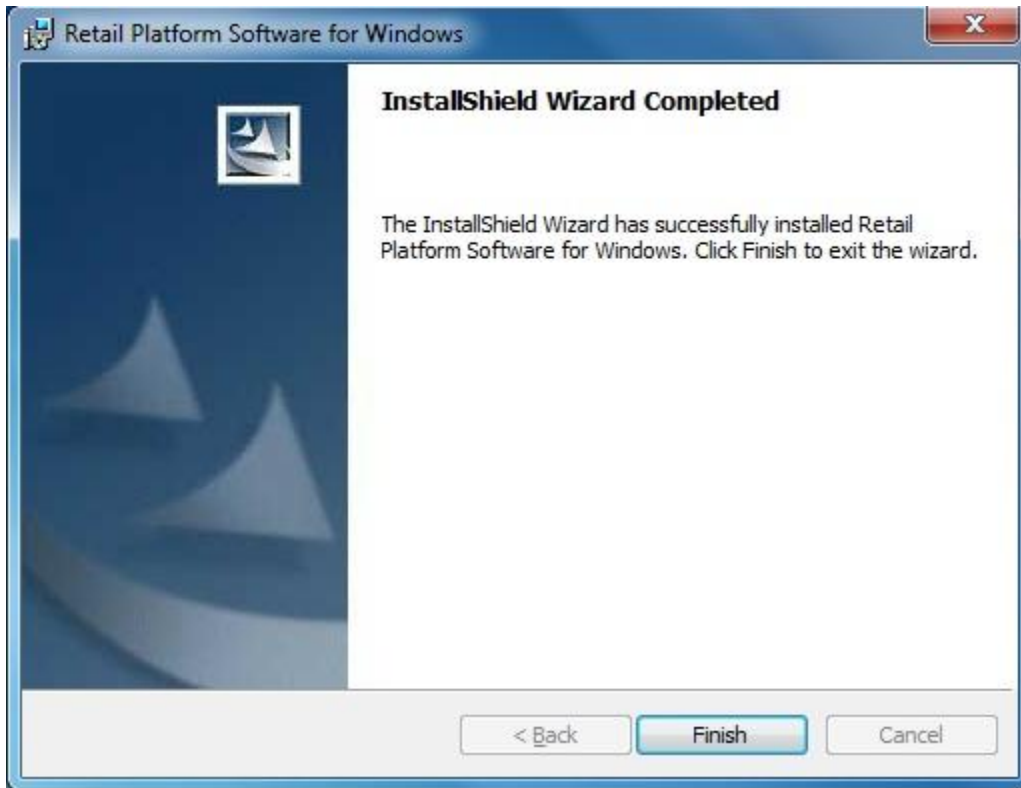 Retail Platform Software for Windows
InstallShield Wizard Completed
The InstallShield Wizard has successfully installed Retail
Platform Software for Windows. Click Finish to exit the wizard.
< Back
Finish
Cancel